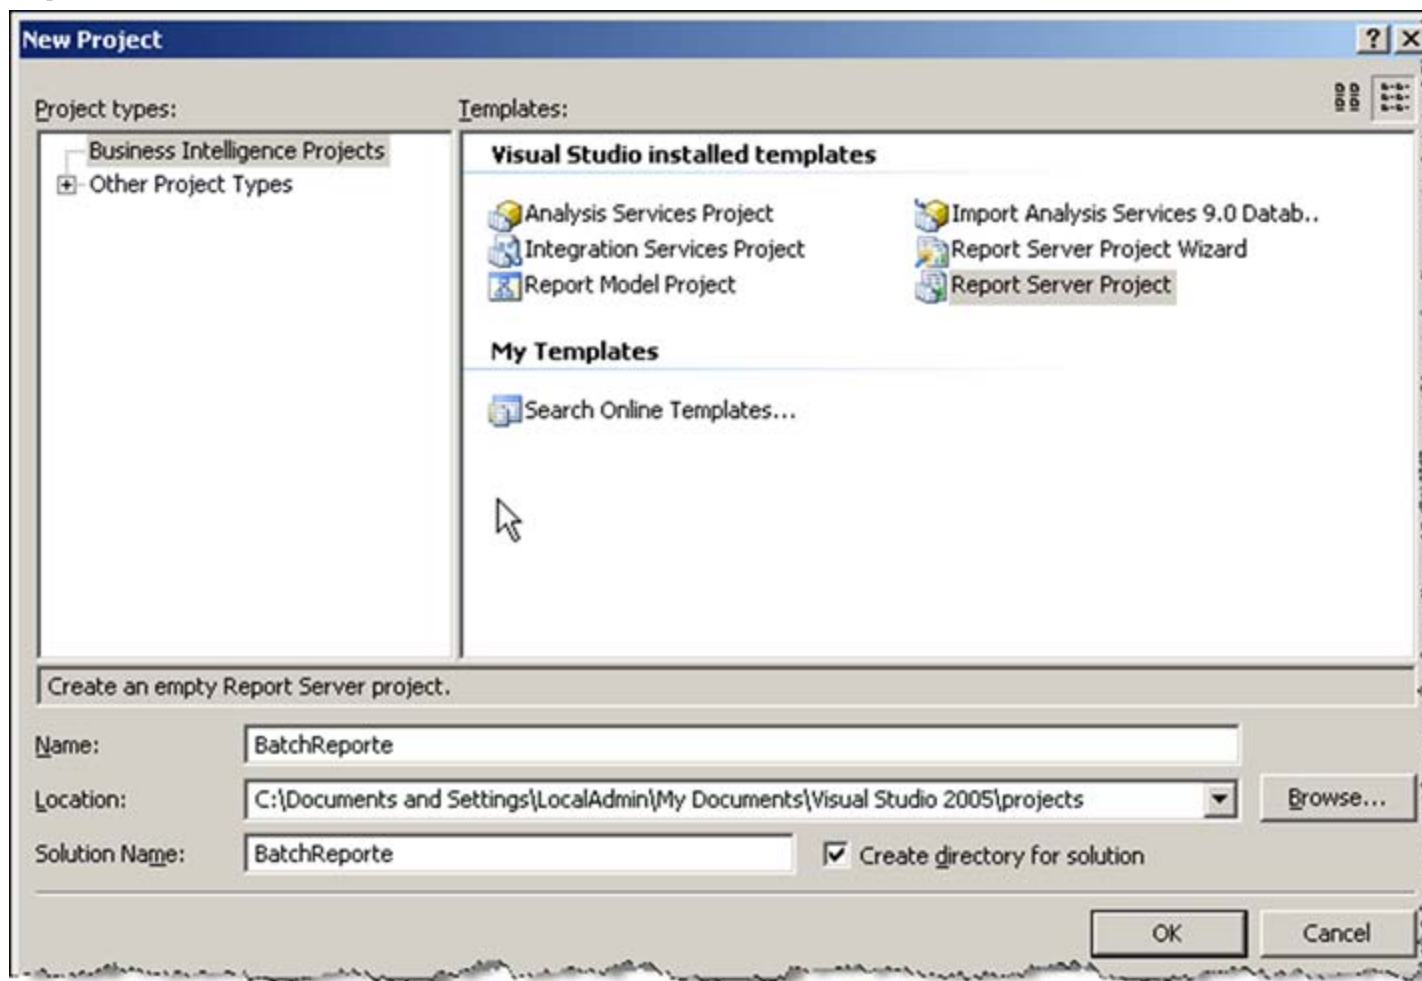 New Project
Project types:
Templates:
Business Intelligence Projects
Other Project Types
Visual Studio installed templates
Analysis Services Project
Import Analysis Services 9.0 Datab..
Integration Services Project
Report Server Project Wizard
Report Model Project
Report Server Project
My Templates
Search Online Templates...
Create an empty Report Server project.
Name:
BatchReporte
Location:
C:\Documents and Settings\LocalAdmin\My Documents\Visual Studio 2005\projects
Browse...
Solution Name:
BatchReporte
Create directory for solution
OK
Cancel